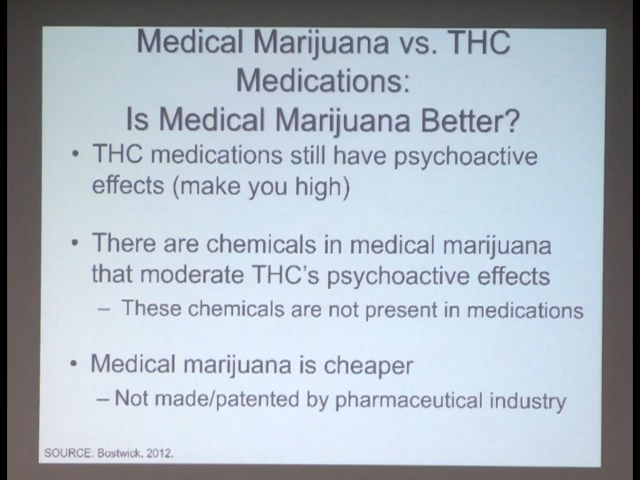 Medical Marijuana vs. THC
Medications:
Is Medical Marijuana Better?
• THC medications still have psychoactive
effects (make you high)
• There are chemicals in medical marijuana
that moderate THC's psychoactive effects
– These chemicals are not present in medications
• Medical marijuana is cheaper
– Not made/patented by pharmaceutical industry
SOURCE: Bostwick, 2012.